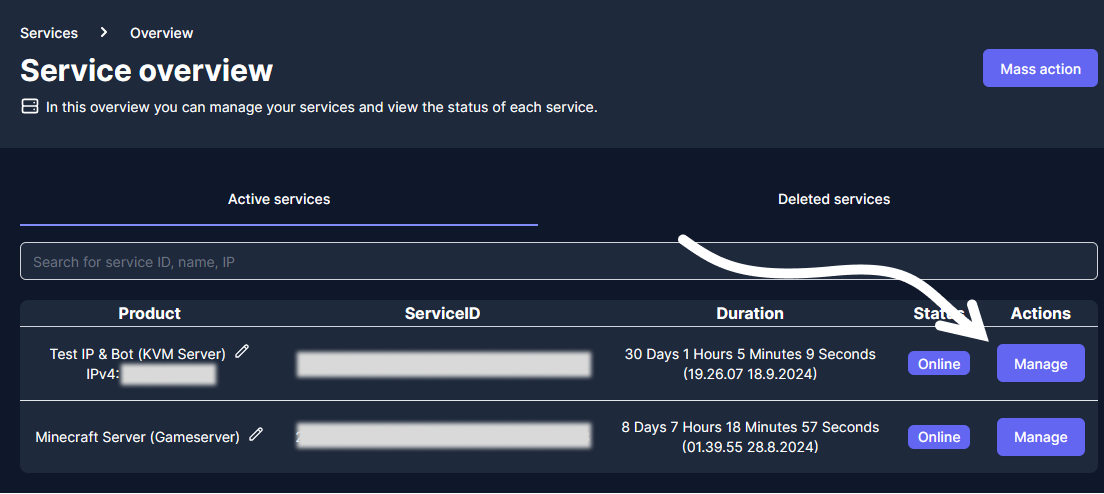 Services > Overview
Service overview
Mass action
In this overview you can manage your services and view the status of each service.
Active services
Deleted services
Search for service ID, name, IP
Product ServiceID Duration Status Actions
Test IP & Bot (KVM Server) 30 Days 1 Hours 5 Minutes 9 Seconds Online Manage
IPv4: (19.26.07 18.9.2024)
Minecraft Server (Gameserver) 8 Days 7 Hours 18 Minutes 57 Seconds Online Manage
(01.39.55 28.8.2024)